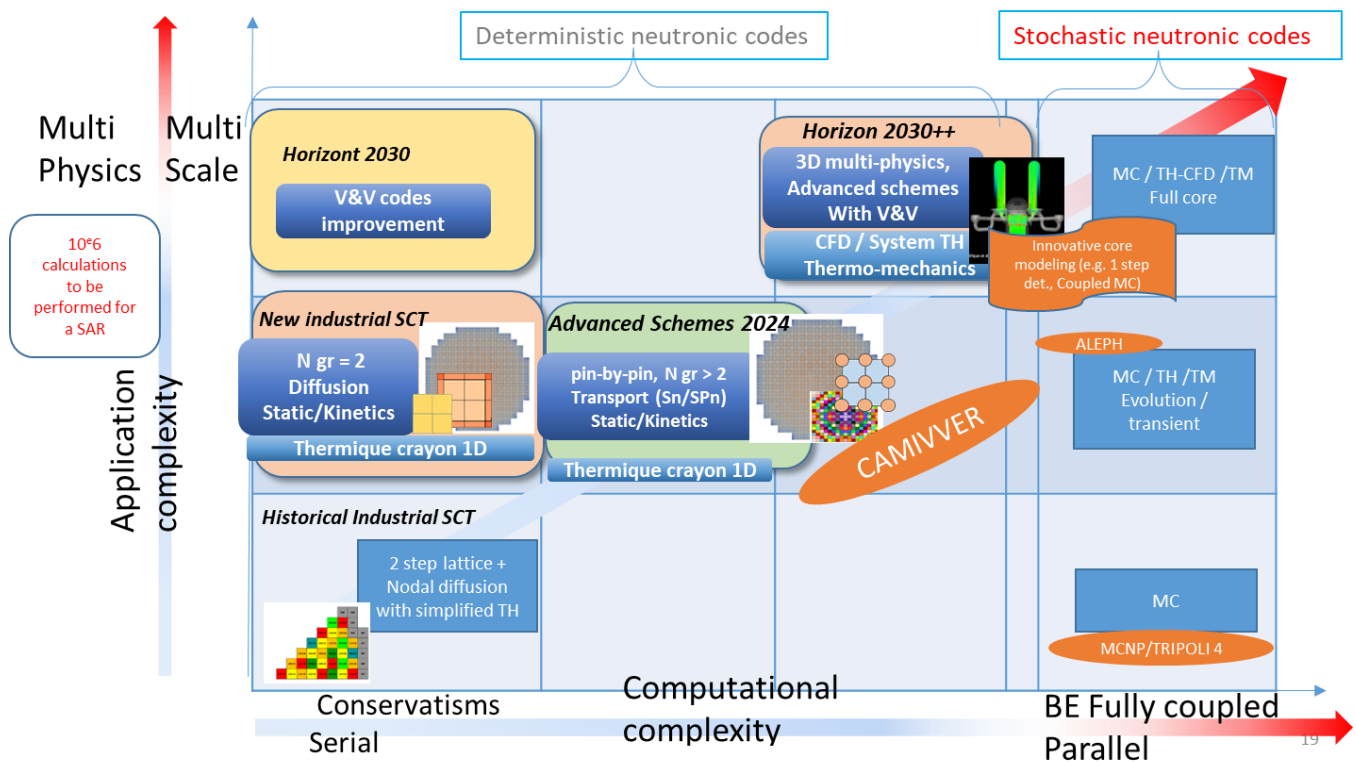 Deterministic neutronic codes
Stochastic neutronic codes
Multi
Physics
Multi
Scale
10e6
calculations
to be
performed for
a SAR
Application
complexity
Horizont 2030
V&V codes
improvement
Horizon 2030++
3D multi-physics,
Advanced schemes
With V&V
CFD / System TH
Thermo-mechanics
MC / TH-CFD /TM
Full core
Innovative core
modeling (e.g. 1 step
det., Coupled MC)
New industrial SCT
N gr = 2
Diffusion
Static/Kinetics
Thermique crayon 1D
Advanced Schemes 2024
pin-by-pin, N gr > 2
Transport (Sn/SPn)
Static/Kinetics
Thermique crayon 1D
CAMIVVER
ALEPH
MC / TH /TM
Evolution /
transient
Historical Industrial SCT
2 step lattice +
Nodal diffusion
with simplified TH
MC
MCNP/TRIPOLI 4
Conservatisms
Serial
Computational
complexity
BE Fully coupled
Parallel
19